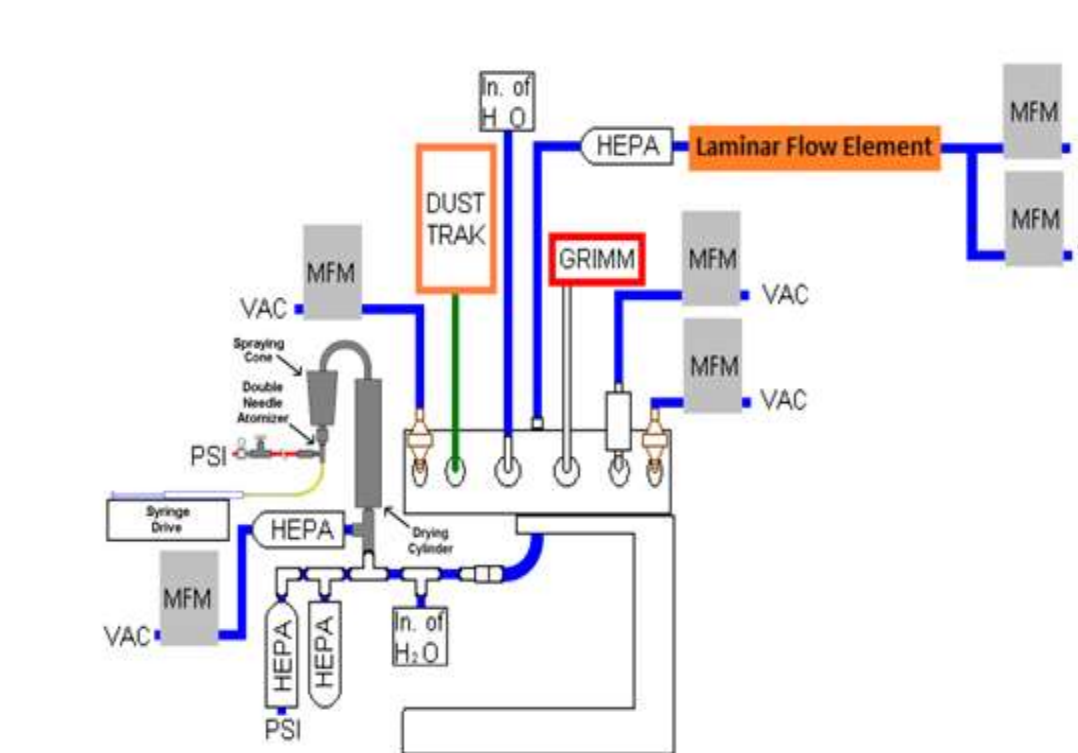 In. of
H O
MFM
HEPA
Laminar Flow Element
MFM
DUST
TRAK
GRIMM
MFM
VAC
MFM
VAC
MFM
VAC
Spraying
Cone
Double
Needle
Atomizer
PSI
Syringe
Drive
HEPA
Drying
Cylinder
MFM
VAC
HEPA
HEPA
In. of
H₂O
PSI